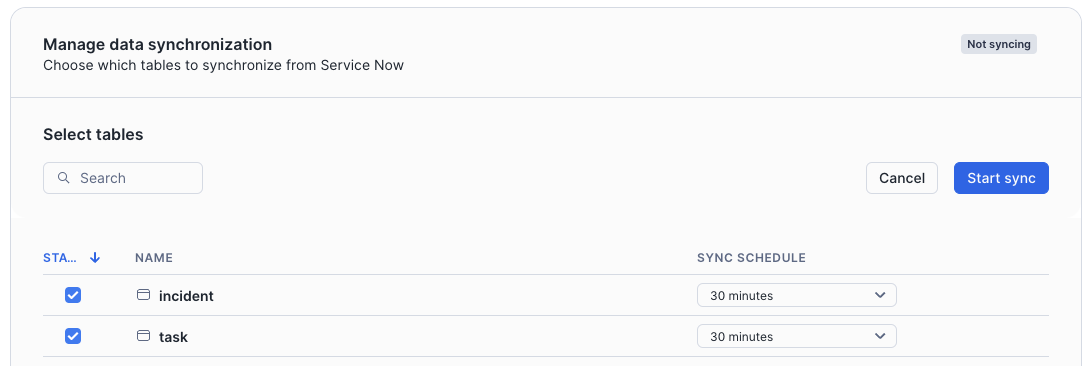 Manage data synchronization
Not syncing
Choose which tables to synchronize from Service Now
Select tables
Search
Cancel
Start sync
STA...
NAME
SYNC SCHEDULE
incident
30 minutes
task
30 minutes